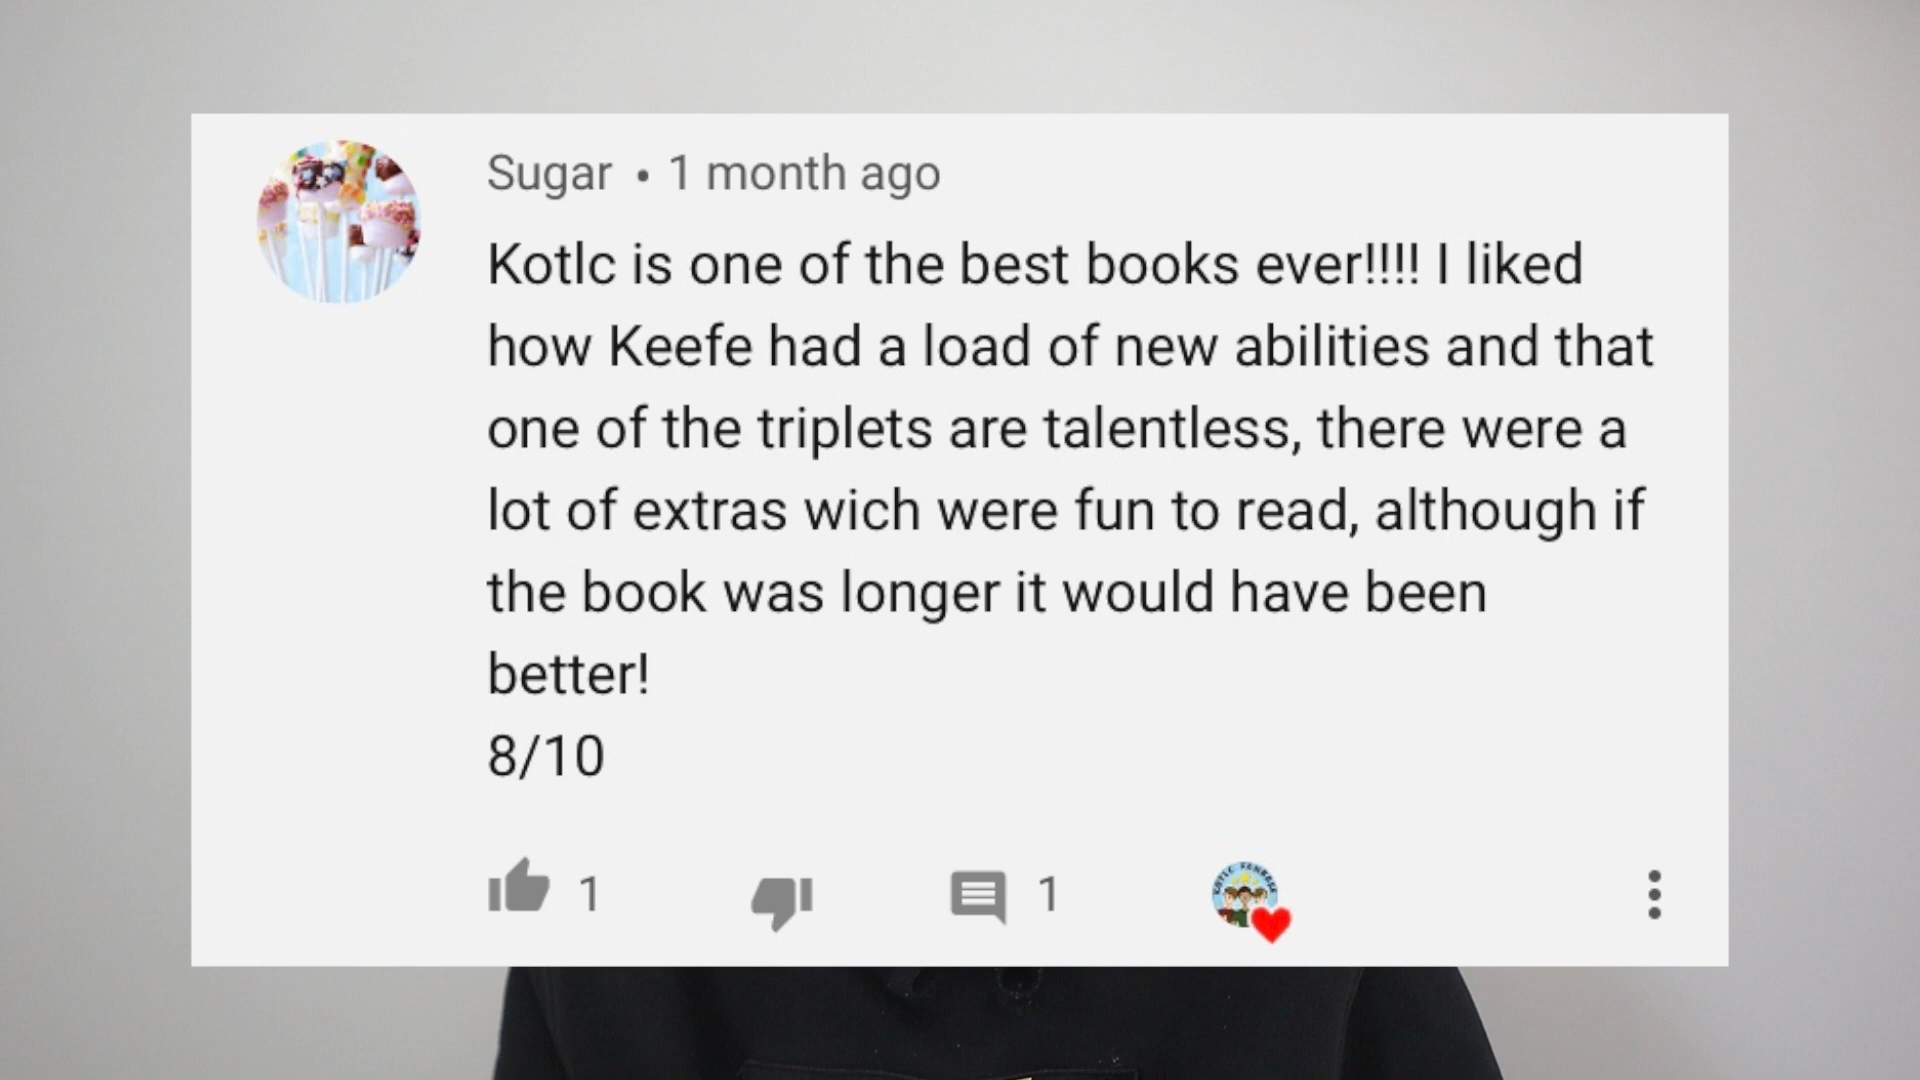 Sugar • 1 month ago
Kotlc is one of the best books ever!!!! I liked
how Keefe had a load of new abilities and that
one of the triplets are talentless, there were a
lot of extras wich were fun to read, although if
the book was longer it would have been
better!
8/10
1
1
KOTLC FANBASE